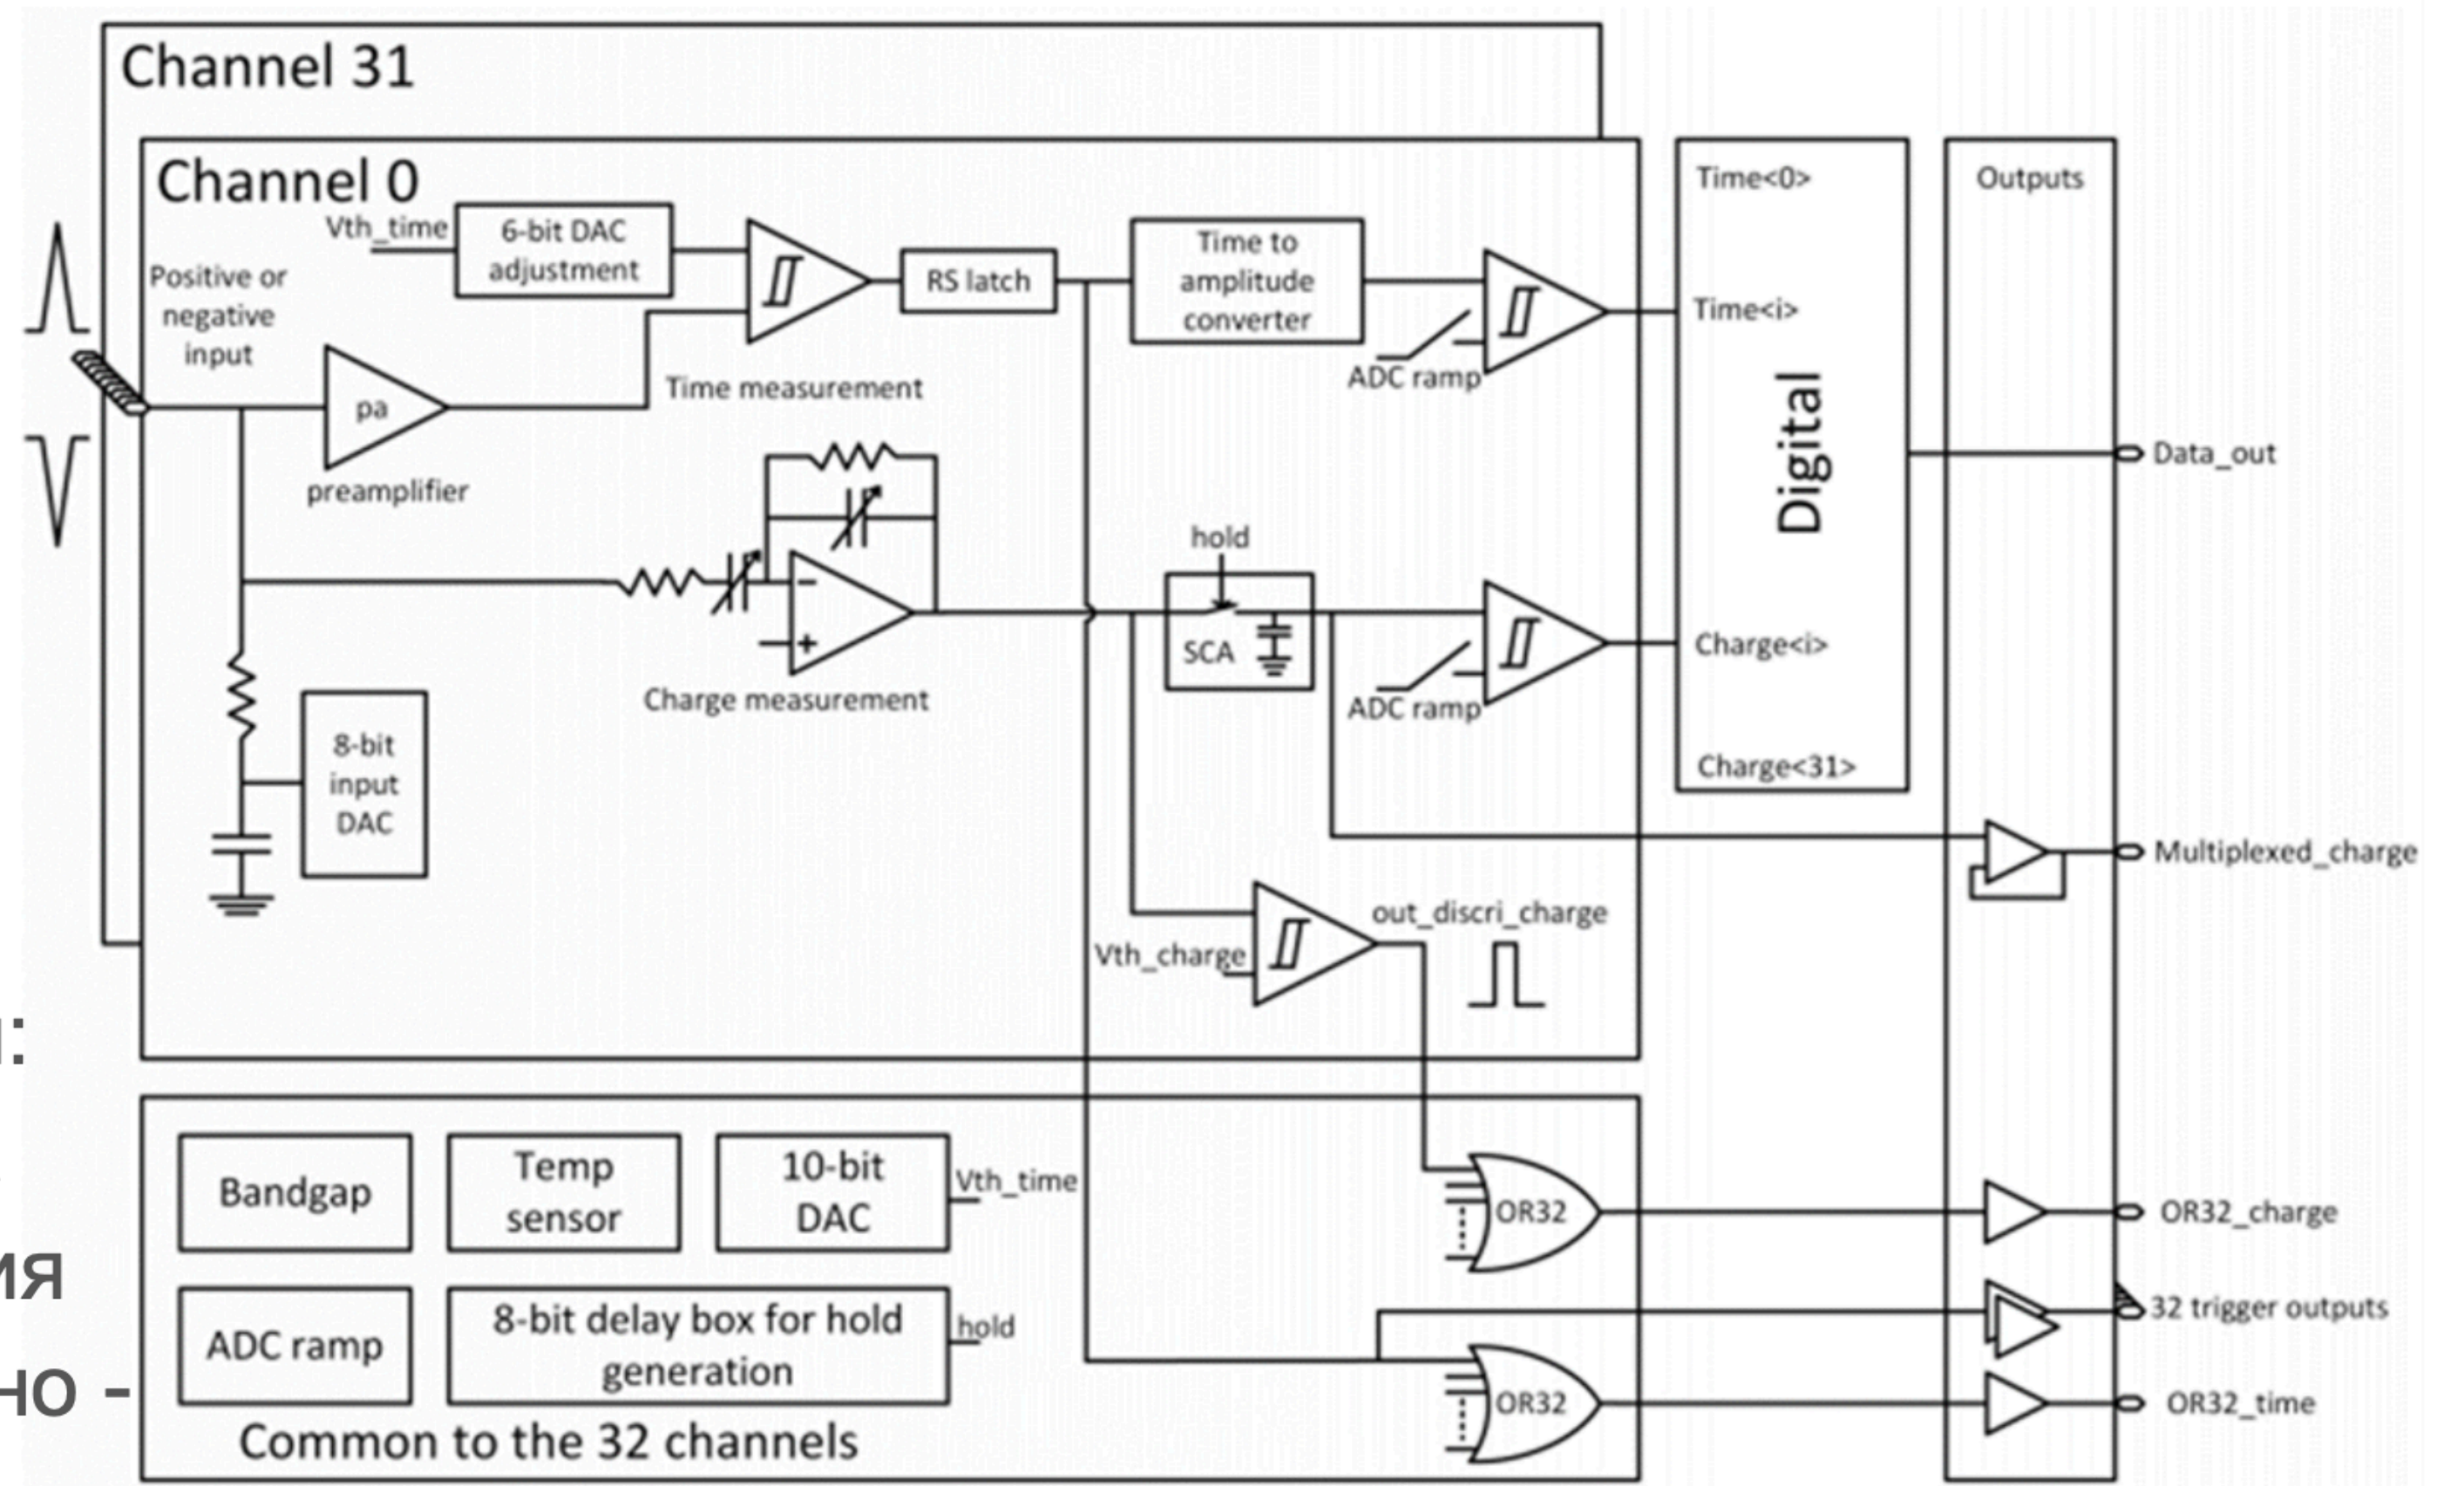 Channel 31
Channel 0
Vth_time
6-bit DAC
adjustment
Positive or
negative
input
RS latch
Time to
amplitude
converter
ADC ramp
Time measurement
pa
preamplifier
hold
SCA
ADC ramp
Charge measurement
8-bit
input
DAC
Vth_charge
out_discri_charge
Time<0>
Time<i>
Digital
Charge<i>
Charge<31>
Outputs
Data_out
Multiplexed_charge
OR32_charge
32 trigger outputs
OR32_time
Bandgap
Temp
sensor
10-bit
DAC
Vth_time
ADC ramp
8-bit delay box for hold
generation
hold
OR32
OR32
Common to the 32 channels